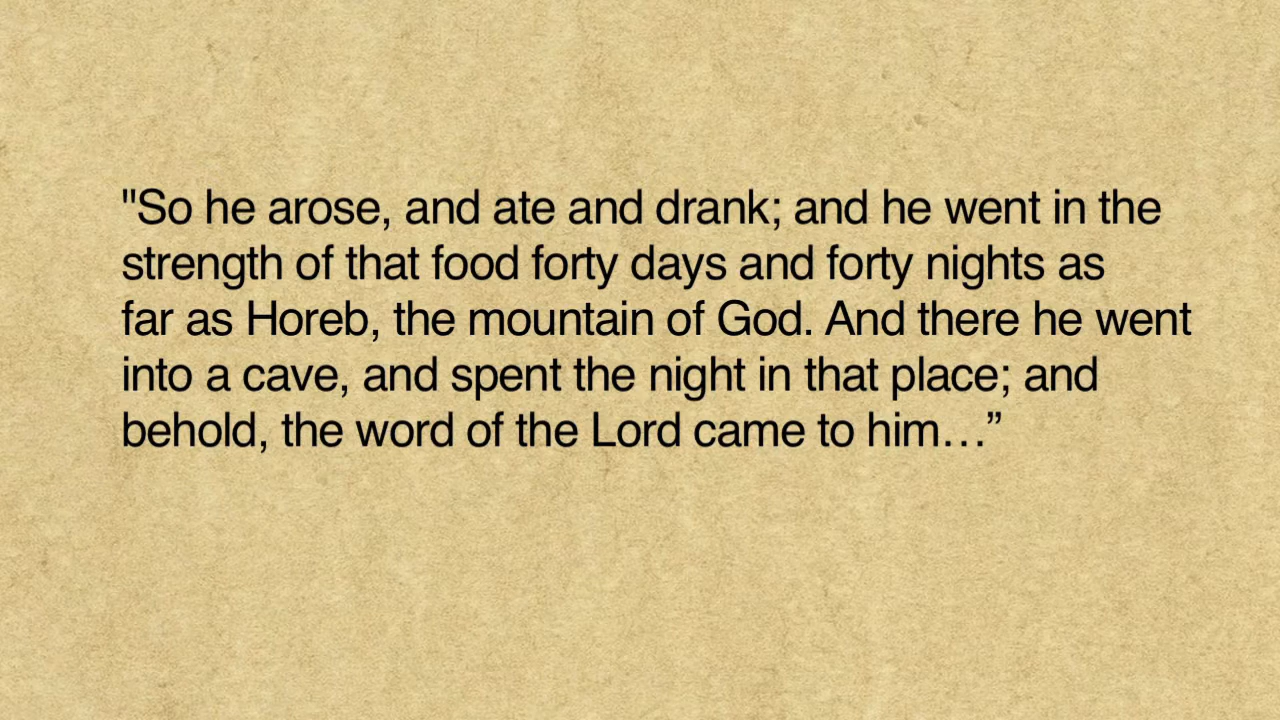 "So he arose, and ate and drank; and he went in the
strength of that food forty days and forty nights as
far as Horeb, the mountain of God. And there he went
into a cave, and spent the night in that place; and
behold, the word of the Lord came to him…”